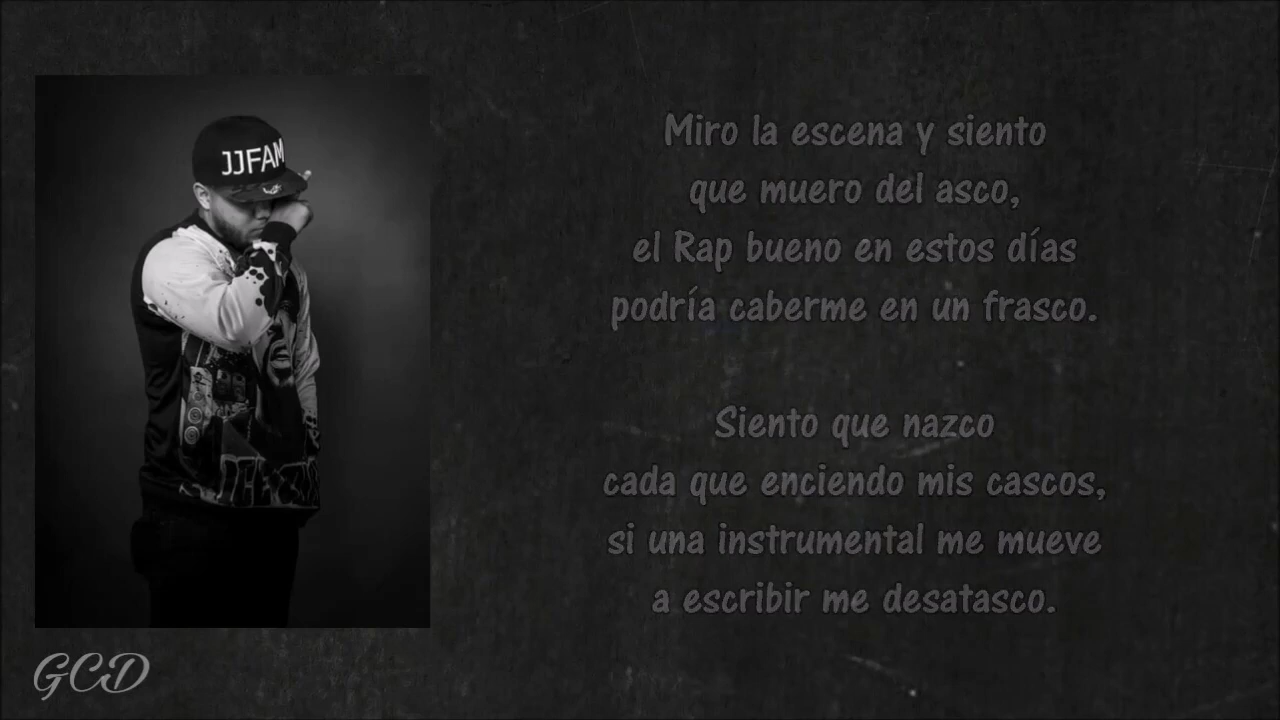 JJFAM
Miro la escena y siento
que muero del asco,
el Rap bueno en estos días
podría caberme en un frasco.
Siento que nazco
cada que enciendo mis cascos,
si una instrumental me mueve
a escribir me desatasco.
GCD